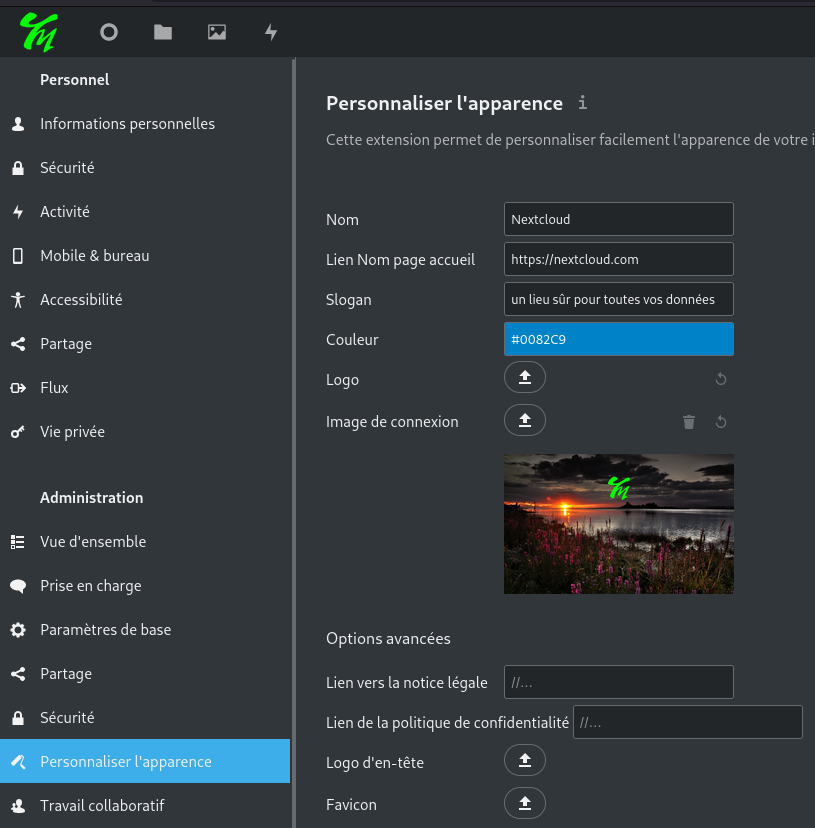 Personnel
Informations personnelles
Sécurité
Activité
Mobile & bureau
Accessibilité
Partage
Flux
Vie privée
Administration
Vue d'ensemble
Prise en charge
Paramètres de base
Partage
Sécurité
Personnaliser l'apparence
Travail collaboratif
Personnaliser l'apparence
Cette extension permet de personnaliser facilement l'apparence de votre i
Nom
Nextcloud
Lien Nom page accueil
https://nextcloud.com
Slogan
un lieu sûr pour toutes vos données
Couleur
#0082C9
Logo
Image de connexion
Options avancées
Lien vers la notice légale
//...
Lien de la politique de confidentialité
//...
Logo d'en-tête
Favicon